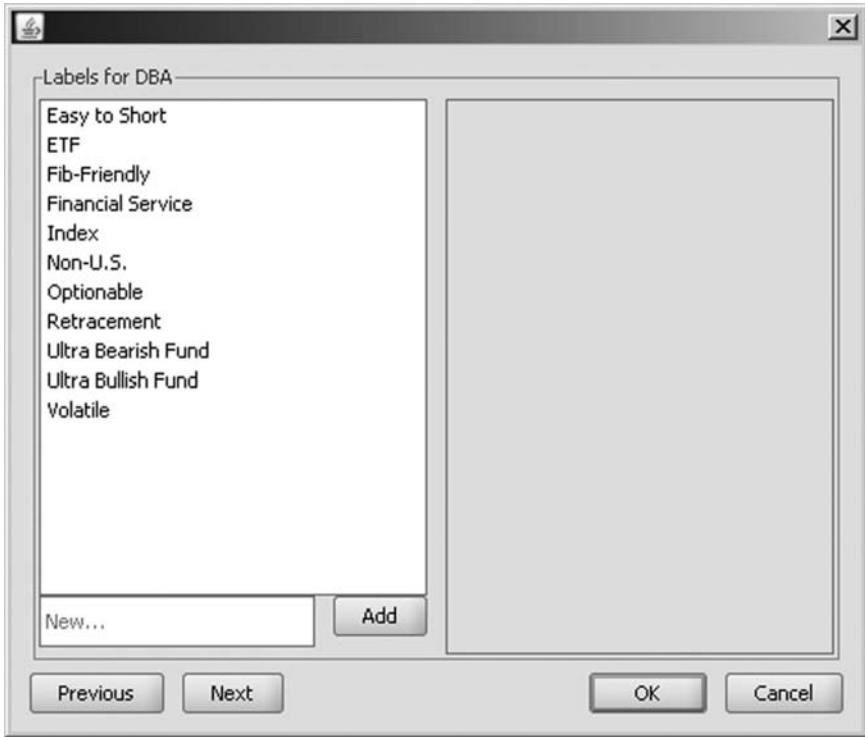 Labels for DBA
Easy to Short
ETF
Fib-Friendly
Financial Service
Index
Non-U.S.
Optionable
Retracement
Ultra Bearish Fund
Ultra Bullish Fund
Volatile
New...
Add
Previous
Next
OK
Cancel